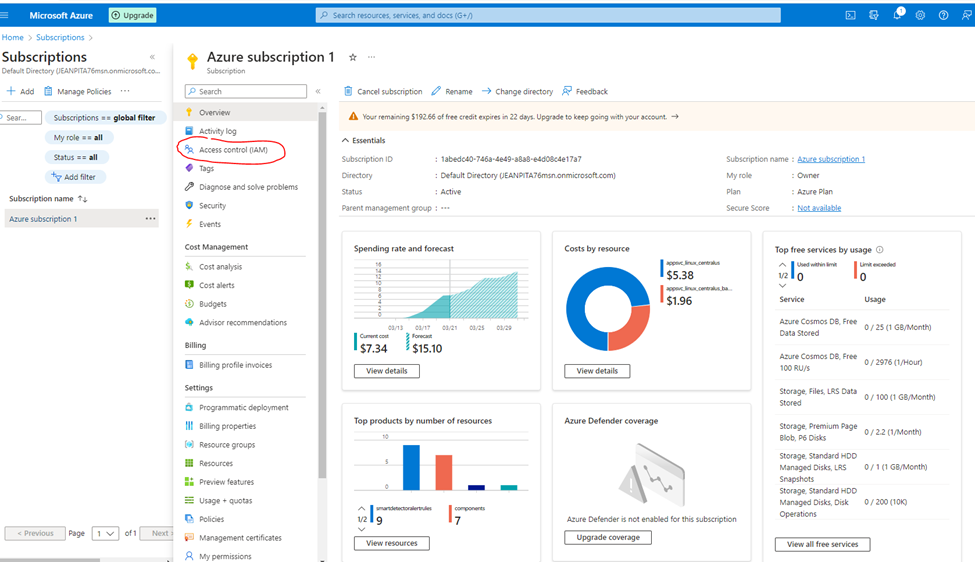 Microsoft Azure
Upgrade
Search resources, services, and docs (G+/)
1
Home > Subscriptions >
Subscriptions
Default Directory (JEANPITA76msn.onmicrosoft.co...
+ Add
Manage Policies
...
Sear...
Subscriptions == global filter
My role == all
Status == all
Add filter
Subscription name ↑↓
Azure subscription 1
...
< Previous
Page
1
of 1
Next >
Azure subscription 1
...
Subscription
Search
«
Overview
Activity log
Access control (IAM)
Tags
Diagnose and solve problems
Security
Events
Cost Management
Cost analysis
Cost alerts
Budgets
Advisor recommendations
Billing
Billing profile invoices
Settings
Programmatic deployment
Billing properties
Resource groups
Resources
Preview features
Usage + quotas
Policies
Management certificates
My permissions
Cancel subscription
Rename
Change directory
Feedback
Your remaining $192.66 of free credit expires in 22 days. Upgrade to keep going with your account. →
Essentials
Subscription ID : 1abedc40-746a-4e49-a8a8-e4d08c4e17a7
Directory : Default Directory (JEANPITA76msn.onmicrosoft.com)
Status : Active
Parent management group : ---
Subscription name : Azure subscription 1
My role : Owner
Plan : Azure Plan
Secure Score : Not available
Spending rate and forecast
16
14
12
10
8
6
4
2
0
03/13 03/17 03/21 03/25 03/29
Current cost
$7.34
Forecast
$15.10
View details
Costs by resource
appsvc_linux_centralus
$5.38
appsvc_linux_centralus_ba...
$1.96
View details
Top free services by usage
1/2
Used within limit
0
Limit exceeded
0
Service Usage
Azure Cosmos DB, Free
Data Stored
0 / 25 (1 GB/Month)
Azure Cosmos DB, Free
100 RU/s
0 / 2976 (1/Hour)
Storage, Files, LRS Data
Stored
0 / 100 (1 GB/Month)
Storage, Premium Page
Blob, P6 Disks
0 / 2.2 (1/Month)
Storage, Standard HDD
Managed Disks, LRS
Snapshots
0 / 1 (1 GB/Month)
Storage, Standard HDD
Managed Disks, Disk
Operations
0 / 200 (10K)
View all free services
Top products by number of resources
10
5
0
1/2
smartdetectoralertrules
9
components
7
View resources
Azure Defender coverage
Azure Defender is not enabled for this subscription
Upgrade coverage